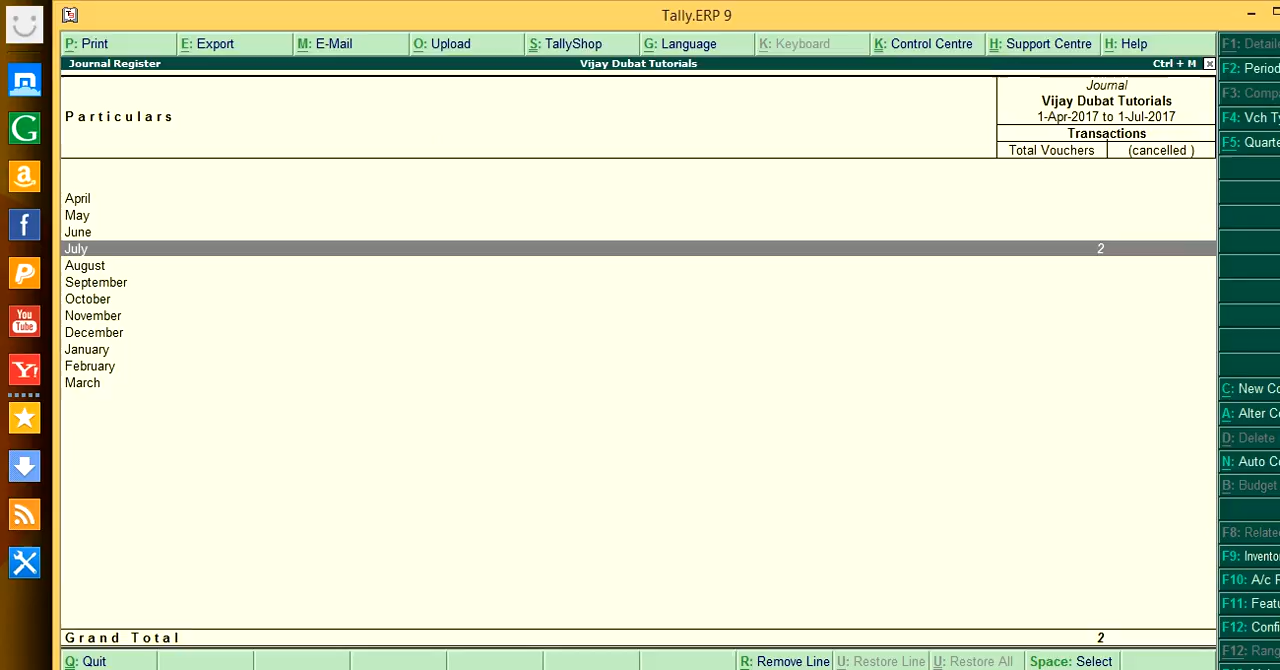 Tally.ERP 9
P: Print E: Export M: E-Mail O: Upload S: TallyShop G: Language K: Keyboard K: Control Centre H: Support Centre H: Help
Journal Register Vijay Dubat Tutorials Ctrl + M
Particulars
Journal
Vijay Dubat Tutorials
1-Apr-2017 to 1-Jul-2017
Transactions
Total Vouchers (cancelled )
April
May
June
July 2
August
September
October
November
December
January
February
March
Grand Total 2
Q: Quit R: Remove Line U: Restore Line U: Restore All Space: Select
F1: Detaile
F2: Period
F3: Compa
F4: Vch Ty
F5: Quarte
C: New Co
A: Alter Co
D: Delete
N: Auto Co
B: Budget
F8: Relate
F9: Invento
F10: A/c R
F11: Featu
F12: Confi
F12: Rang
G
a
f
P
You
Tube
Y!